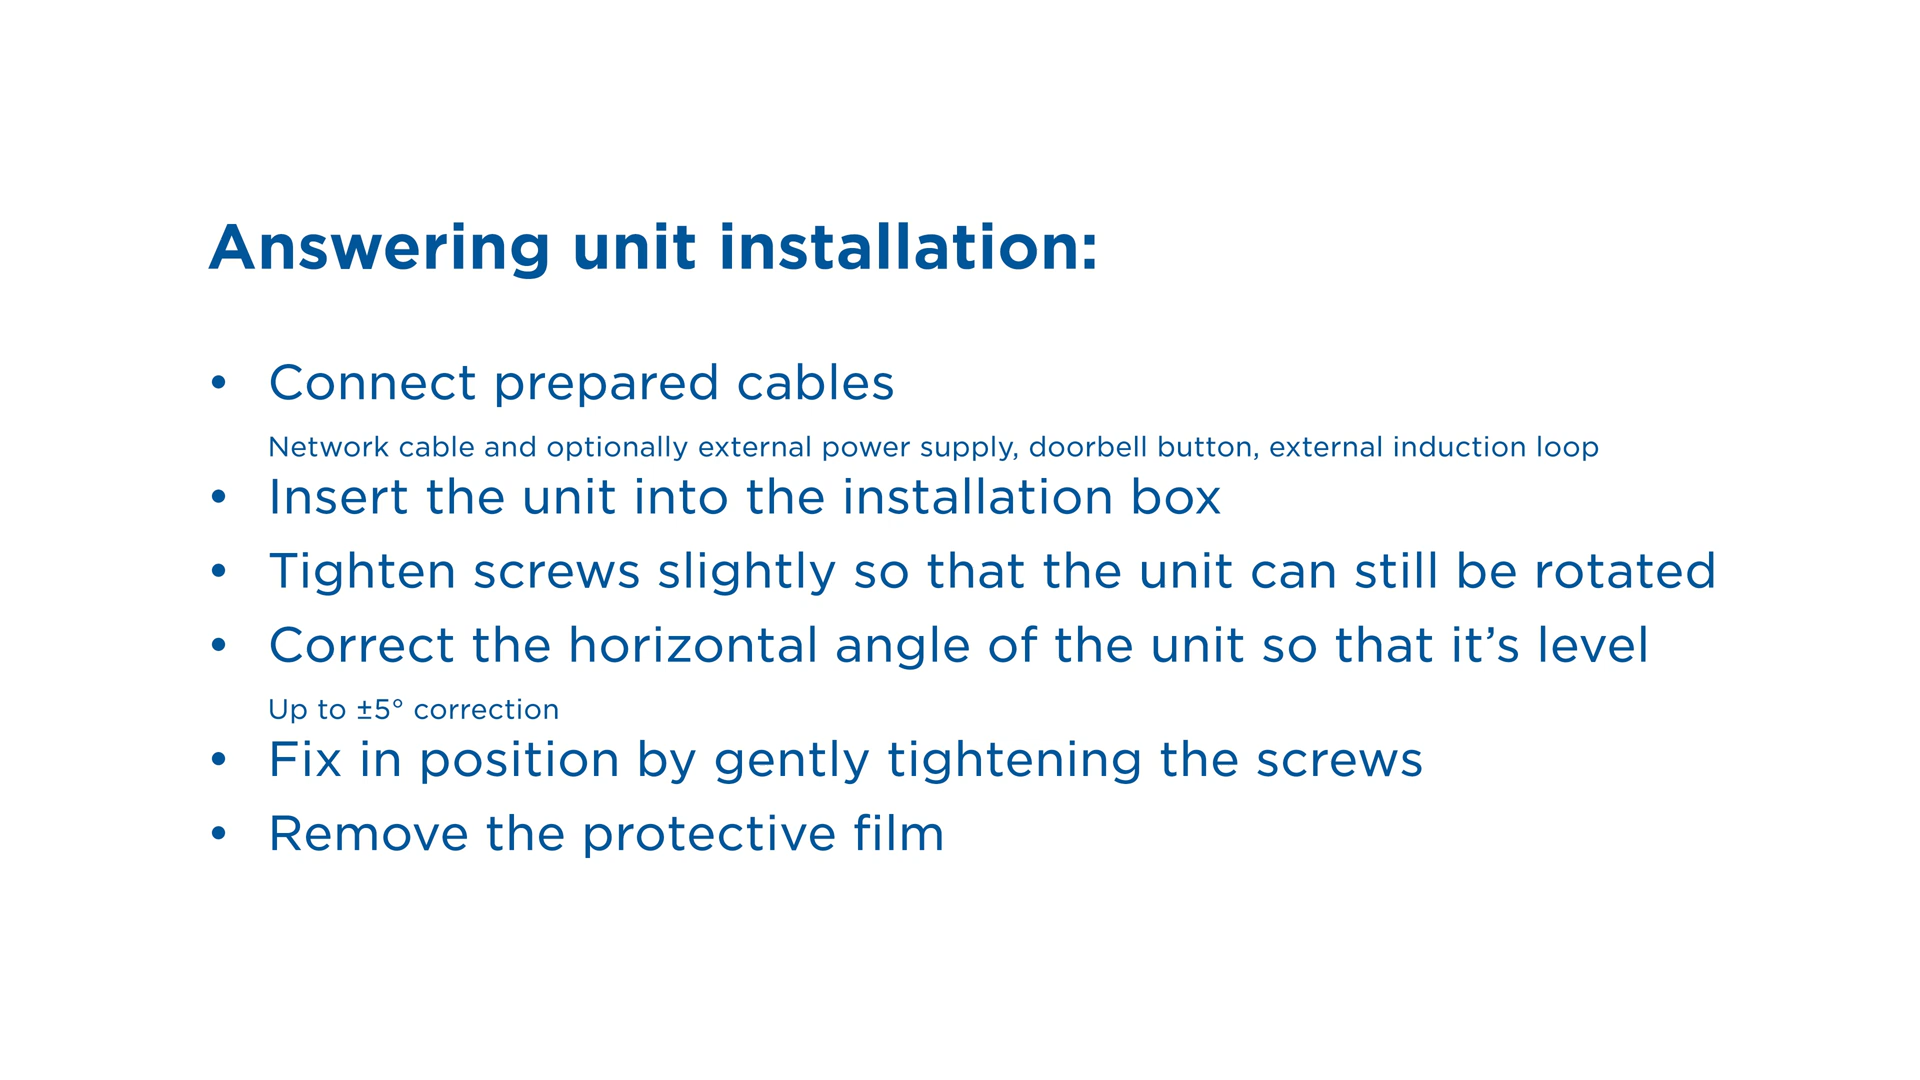 Answering unit installation:
• Connect prepared cables
Network cable and optionally external power supply, doorbell button, external induction loop
• Insert the unit into the installation box
• Tighten screws slightly so that the unit can still be rotated
• Correct the horizontal angle of the unit so that it’s level
Up to ±5° correction
• Fix in position by gently tightening the screws
• Remove the protective film